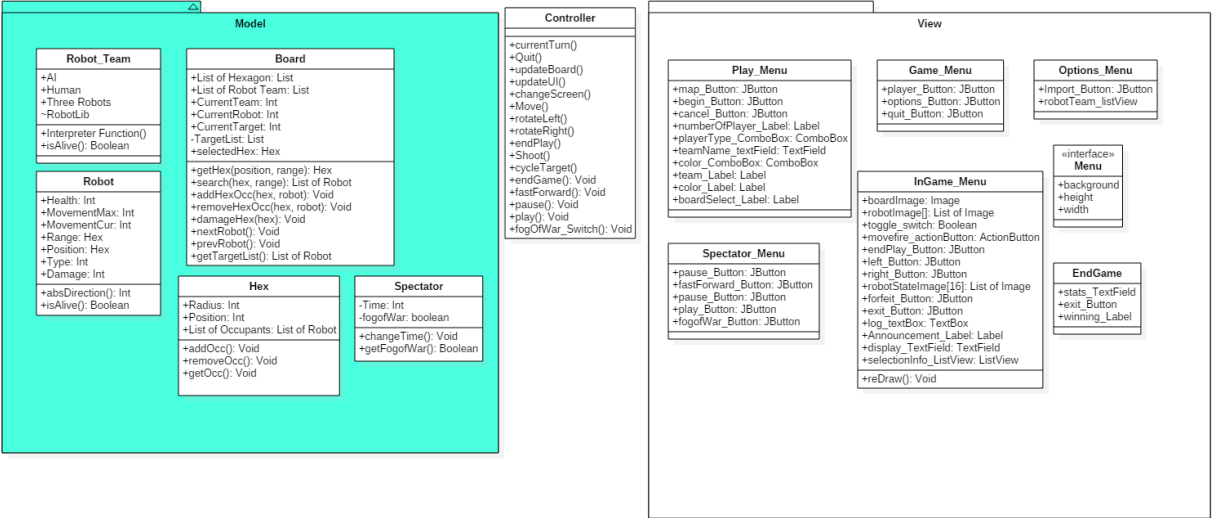 Model
Robot_Team
+AI
+Human
+Three Robots
~RobotLib
+Interpreter Function()
+isAlive(): Boolean
Board
+List of Hexagon: List
+List of Robot Team: List
+CurrentTeam: Int
+CurrentRobot: Int
+CurrentTarget: Int
-TargetList: List
+selectedHex: Hex
+getHex(position, range): Hex
+search(hex, range): List of Robot
+addHexOcc(hex, robot): Void
+removeHexOcc(hex, robot): Void
+damageHex(hex): Void
+nextRobot(): Void
+prevRobot(): Void
+getTargetList(): List of Robot
Robot
+Health: Int
+MovementMax: Int
+MovementCur: Int
+Range: Hex
+Position: Hex
+Type: Int
+Damage: Int
+absDirection(): Int
+isAlive(): Boolean
Hex
+Radius: Int
+Position: Int
+List of Occupants: List of Robot
+addOcc(): Void
+removeOcc(): Void
+getOcc(): Void
Spectator
-Time: Int
-fogofWar: boolean
+changeTime(): Void
+getFogofWar(): Boolean
Controller
+currentTurn()
+Quit()
+updateBoard()
+updateUI()
+changeScreen()
+Move()
+rotateLeft()
+rotateRight()
+endPlay()
+Shoot()
+cycleTarget()
+endGame(): Void
+fastForward(): Void
+pause(): Void
+play(): Void
+fogOfWar_Switch(): Void
View
Play_Menu
+map_Button: JButton
+begin_Button: JButton
+cancel_Button: JButton
+numberOfPlayer_Label: Label
+playerType_ComboBox: ComboBox
+teamName_textField: TextField
+color_ComboBox: ComboBox
+team_Label: Label
+color_Label: Label
+boardSelect_Label: Label
Game_Menu
+player_Button: JButton
+options_Button: JButton
+quit_Button: JButton
Options_Menu
+Import_Button: JButton
+robotTeam_listView
«interface»
Menu
+background
+height
+width
InGame_Menu
+boardImage: Image
+robotImage[]: List of Image
+toggle_switch: Boolean
+movefire_actionButton: ActionButton
+endPlay_Button: JButton
+left_Button: JButton
+right_Button: JButton
+robotStateImage[16]: List of Image
+forfeit_Button: JButton
+exit_Button: JButton
+log_textBox: TextBox
+Announcement_Label: Label
+display_TextField: TextField
+selectionInfo_ListView: ListView
+reDraw(): Void
Spectator_Menu
+pause_Button: JButton
+fastForward_Button: JButton
+pause_Button: JButton
+play_Button: JButton
+fogofWar_Button: JButton
EndGame
+stats_TextField
+exit_Button
+winning_Label